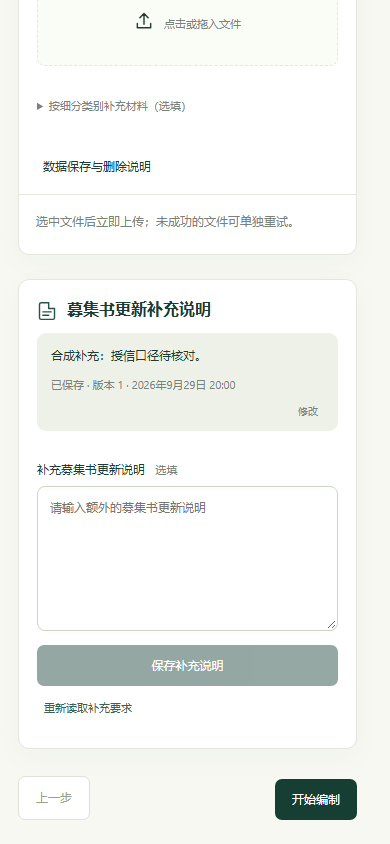 点击或拖入文件
▶ 按细分类别补充材料（选填）
数据保存与删除说明
选中文件后立即上传；未成功的文件可单独重试。
募集书更新补充说明
合成补充：授信口径待核对。
已保存 · 版本 1 · 2026年9月29日 20:00
修改
补充募集书更新说明 选填
请输入额外的募集书更新说明
保存补充说明
重新读取补充要求
上一步
开始编制